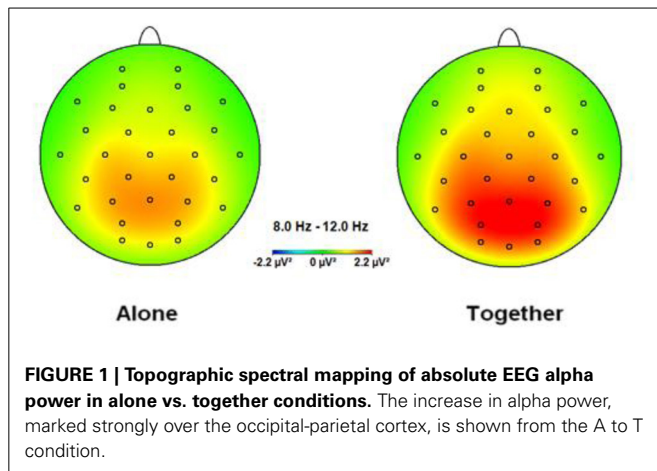 8.0 Hz - 12.0 Hz
-2.2 µV² 0 µV² 2.2 µV²
Alone Together
FIGURE 1 | Topographic spectral mapping of absolute EEG alpha
power in alone vs. together conditions. The increase in alpha power,
marked strongly over the occipital-parietal cortex, is shown from the A to T
condition.